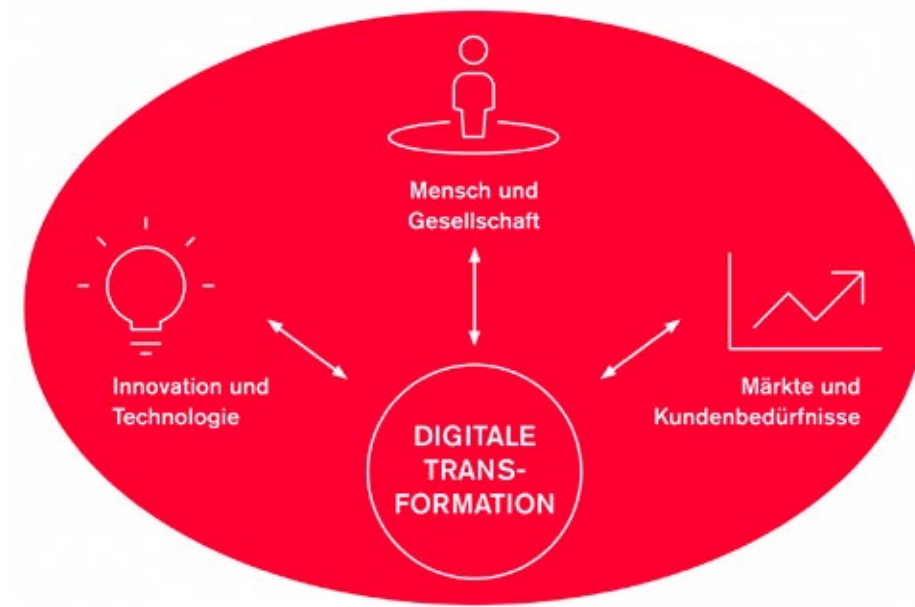 Mensch und
Gesellschaft
Innovation und
Technologie
Märkte und
Kundenbedürfnisse
DIGITALE
TRANS-
FORMATION